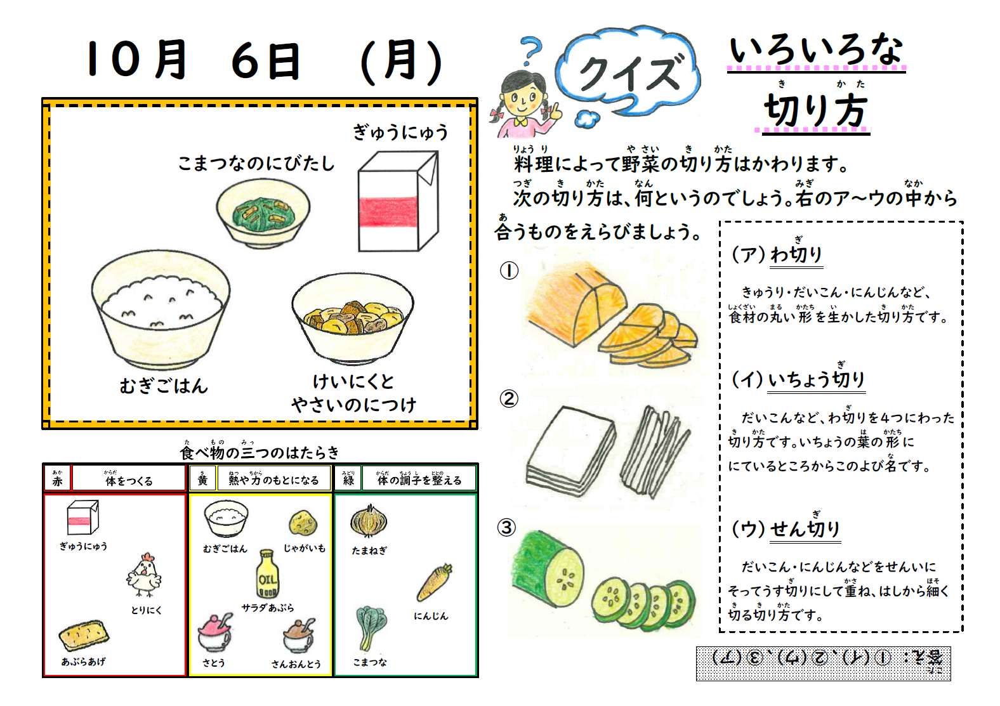 10月 6日 (月)
ぎゅうにゅう
こまつなのにびたし
むぎごはん
けいにくと
やさいのにつけ
食べ物の三つのはたらき
赤 体をつくる
黄 熱や力のもとになる
緑 体の調子を整える
ぎゅうにゅう
とりにく
あぶらあげ
むぎごはん
じゃがいも
OIL
サラダあぶら
さとう
さんおんとう
たまねぎ
にんじん
こまつな
?
クイズ
いろいろな
切り方
料理によって野菜の切り方はかわります。
次の切り方は、何というのでしょう。右のア～ウの中から
合うものをえらびましょう。
①
②
③
(ア)わ切り
きゅうり・だいこん・にんじんなど、
食材の丸い形を生かした切り方です。
(イ)いちょう切り
だいこんなど、わ切りを4つにわった
切り方です。いちょうの葉の形に
にているところからこのよび名です。
(ウ)せん切り
だいこん・にんじんなどをせんいに
そってうす切りにして重ね、はしから細く
切る切り方です。
答え：①(イ)、②(ウ)、③(ア)